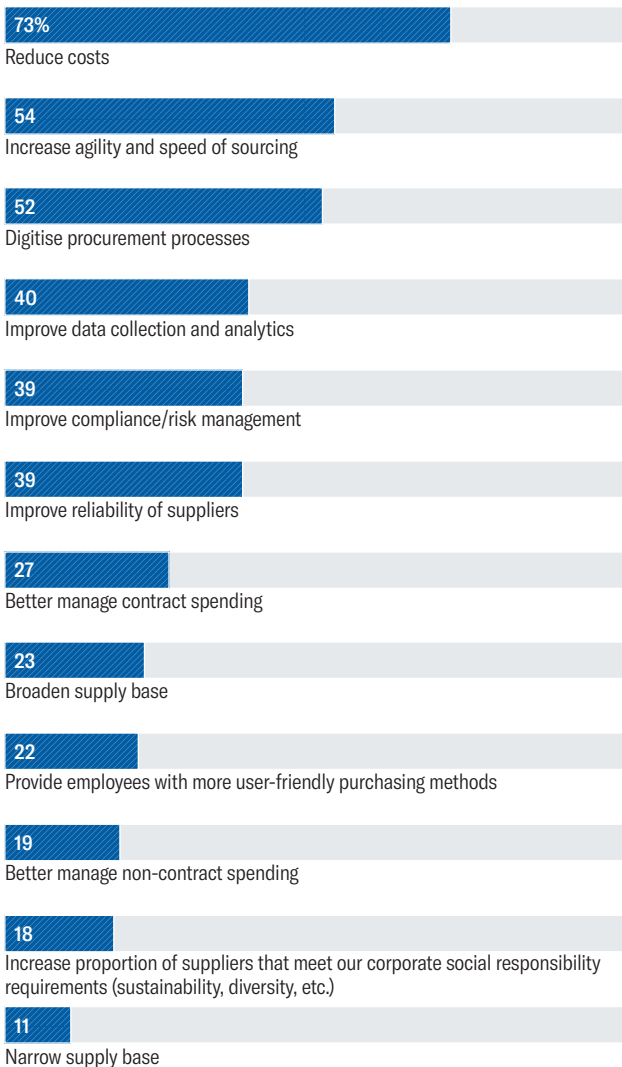 73%
Reduce costs
54
Increase agility and speed of sourcing
52
Digitise procurement processes
40
Improve data collection and analytics
39
Improve compliance/risk management
39
Improve reliability of suppliers
27
Better manage contract spending
23
Broaden supply base
22
Provide employees with more user-friendly purchasing methods
19
Better manage non-contract spending
18
Increase proportion of suppliers that meet our corporate social responsibility
requirements (sustainability, diversity, etc.)
11
Narrow supply base